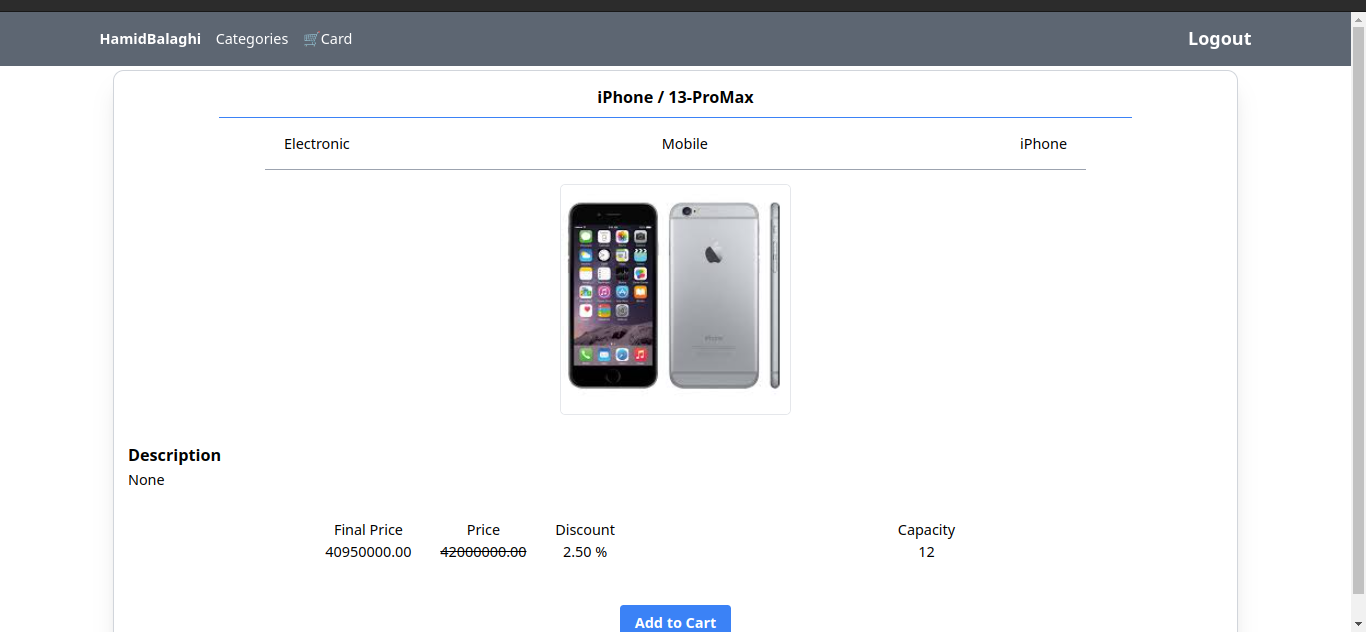 HamidBalaghi Categories 🛒Card Logout
iPhone / 13-ProMax
Electronic Mobile iPhone
Description
None
Final Price Price Discount Capacity
40950000.00 42000000.00 2.50 % 12
Add to Cart